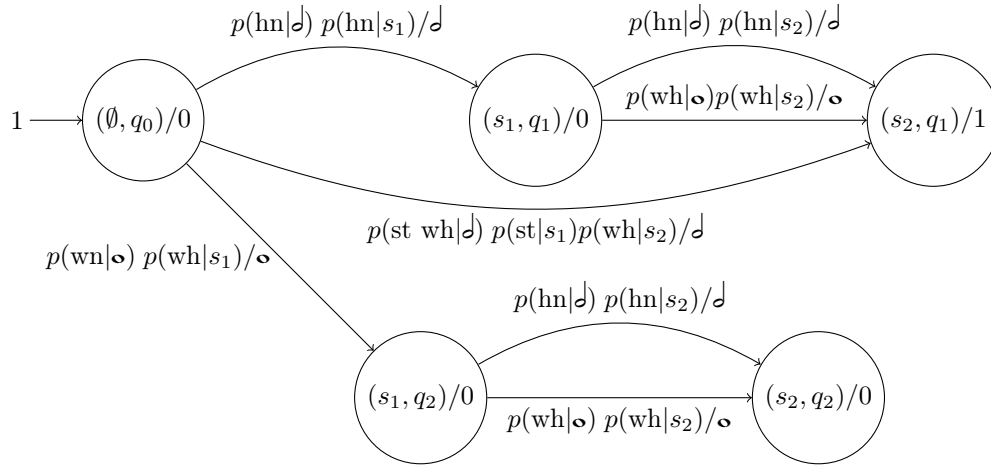 p(hn|𝅗𝅥) p(hn|s₁)/𝅗𝅥
p(hn|𝅗𝅥) p(hn|s₂)/𝅗𝅥
1
(∅, q₀)/0
(s₁, q₁)/0
p(wh|𝅝)p(wh|s₂)/𝅝
(s₂, q₁)/1
p(st wh|𝅗𝅥) p(st|s₁)p(wh|s₂)/𝅗𝅥
p(wn|𝅝) p(wh|s₁)/𝅝
p(hn|𝅗𝅥) p(hn|s₂)/𝅗𝅥
(s₁, q₂)/0
(s₂, q₂)/0
p(wh|𝅝) p(wh|s₂)/𝅝